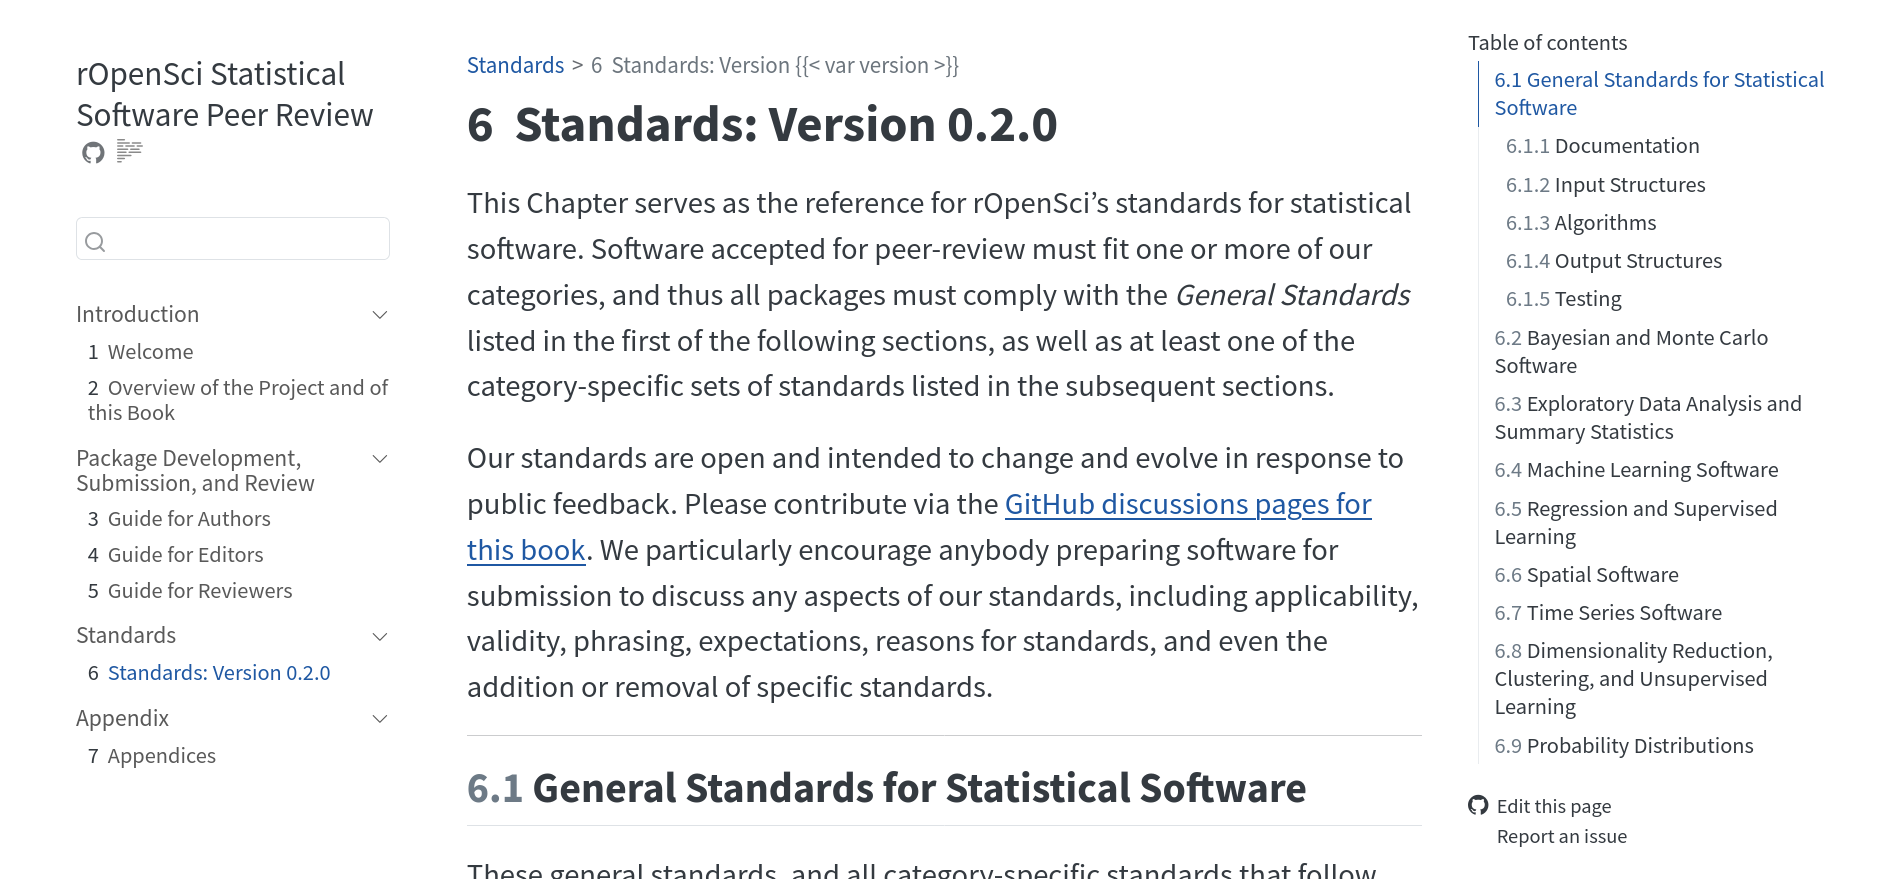 rOpenSci Statistical
Software Peer Review
Introduction
1 Welcome
2 Overview of the Project and of
this Book
Package Development,
Submission, and Review
3 Guide for Authors
4 Guide for Editors
5 Guide for Reviewers
Standards
6 Standards: Version 0.2.0
Appendix
7 Appendices
Standards > 6 Standards: Version {{< var version >}}
6 Standards: Version 0.2.0
This Chapter serves as the reference for rOpenSci’s standards for statistical
software. Software accepted for peer-review must fit one or more of our
categories, and thus all packages must comply with the General Standards
listed in the first of the following sections, as well as at least one of the
category-specific sets of standards listed in the subsequent sections.
Our standards are open and intended to change and evolve in response to
public feedback. Please contribute via the GitHub discussions pages for
this book. We particularly encourage anybody preparing software for
submission to discuss any aspects of our standards, including applicability,
validity, phrasing, expectations, reasons for standards, and even the
addition or removal of specific standards.
6.1 General Standards for Statistical Software
These general standards, and all category-specific standards that follow,
Table of contents
6.1 General Standards for Statistical
Software
6.1.1 Documentation
6.1.2 Input Structures
6.1.3 Algorithms
6.1.4 Output Structures
6.1.5 Testing
6.2 Bayesian and Monte Carlo
Software
6.3 Exploratory Data Analysis and
Summary Statistics
6.4 Machine Learning Software
6.5 Regression and Supervised
Learning
6.6 Spatial Software
6.7 Time Series Software
6.8 Dimensionality Reduction,
Clustering, and Unsupervised
Learning
6.9 Probability Distributions
Edit this page
Report an issue